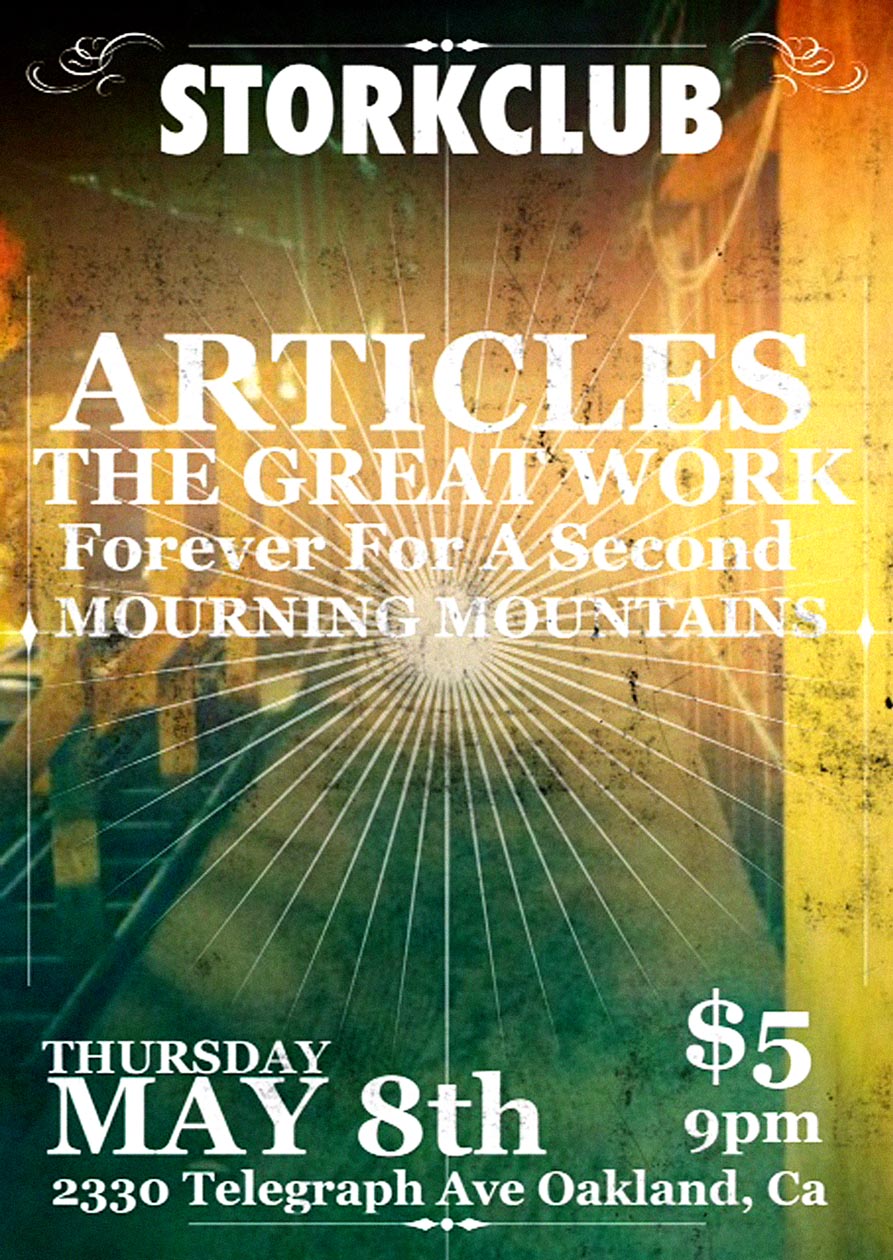 STORKCLUB
ARTICLES
THE GREAT WORK
Forever For A Second
MOURNING MOUNTAINS
$5
THURSDAY
MAY 8th
9pm
2330 Telegraph Ave Oakland, Ca